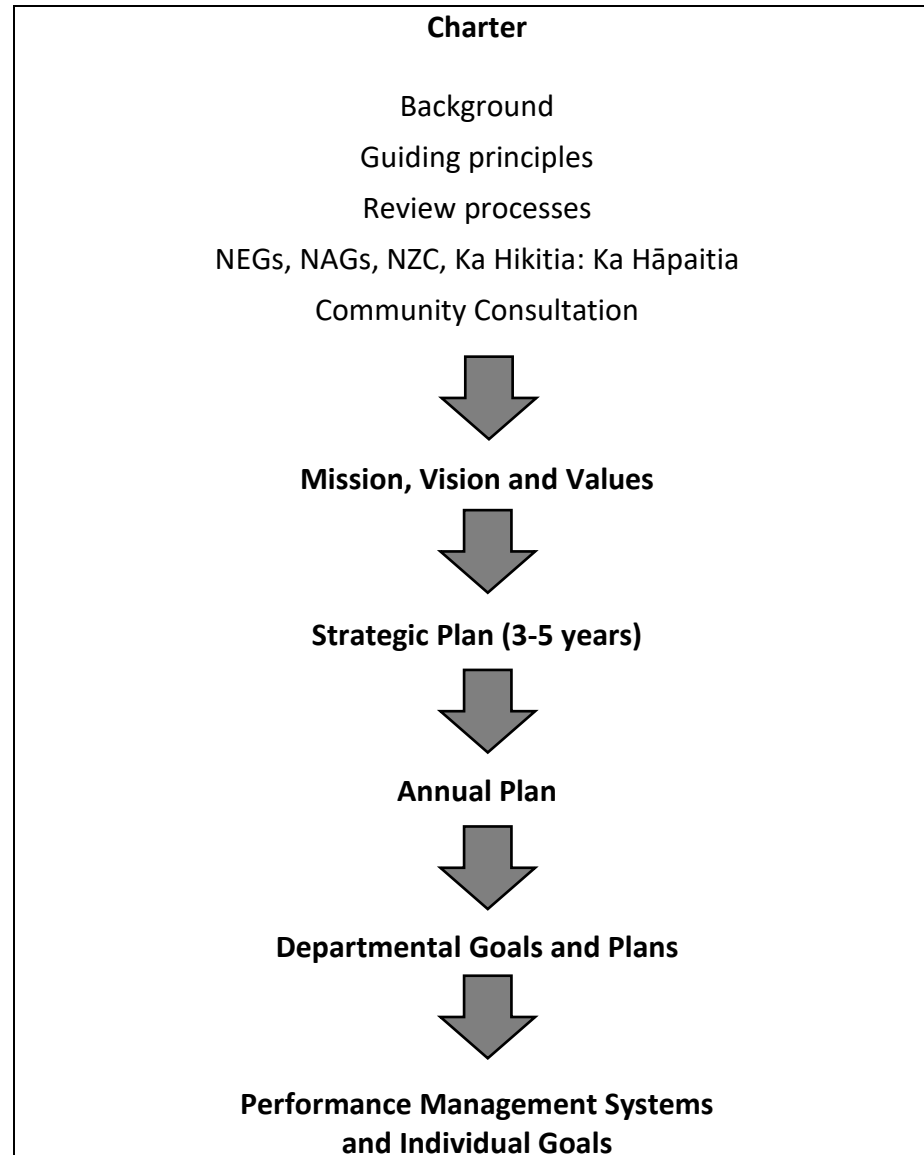 Charter
Background
Guiding principles
Review processes
NEGs, NAGs, NZC, Ka Hikitia: Ka Hāpaitia
Community Consultation
Mission, Vision and Values
Strategic Plan (3-5 years)
Annual Plan
Departmental Goals and Plans
Performance Management Systems
and Individual Goals